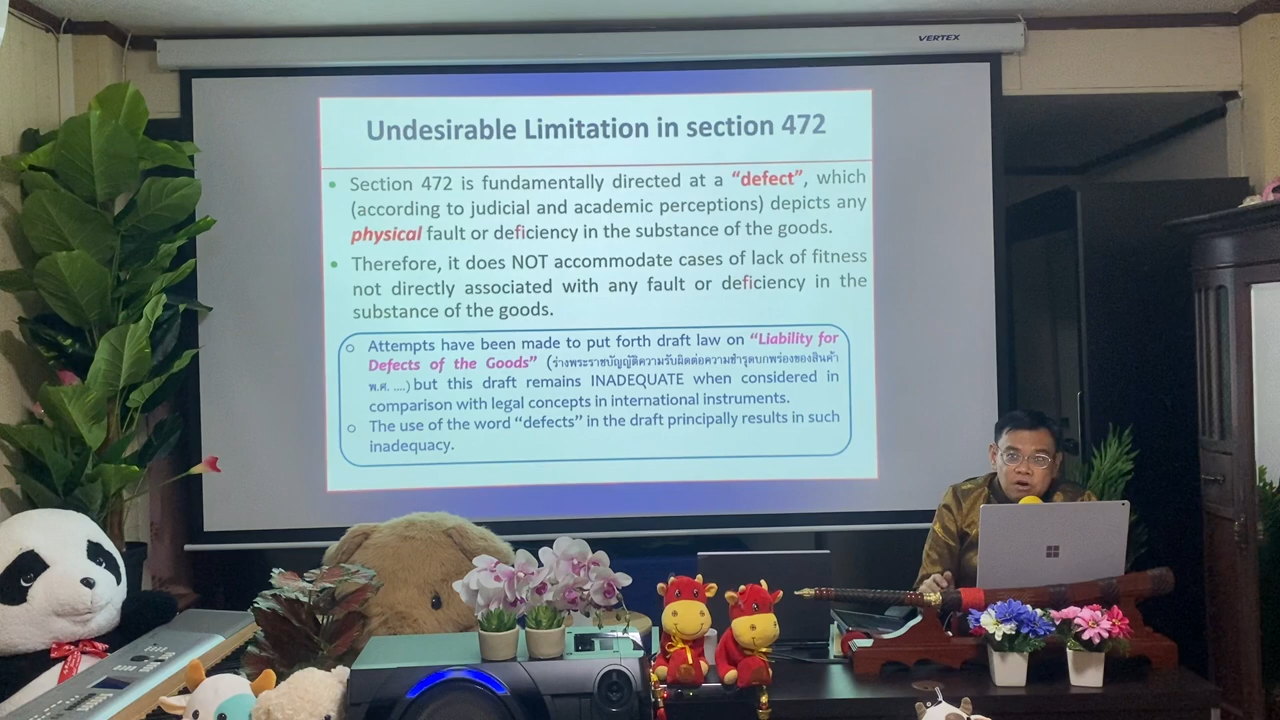 VERTEX
Undesirable Limitation in section 472
• Section 472 is fundamentally directed at a “defect”, which
(according to judicial and academic perceptions) depicts any
physical fault or deficiency in the substance of the goods.
• Therefore, it does NOT accommodate cases of lack of fitness
not directly associated with any fault or deficiency in the
substance of the goods.
○ Attempts have been made to put forth draft law on “Liability for
Defects of the Goods” (ร่างพระราชบัญญัติความรับผิดต่อความชำรุดบกพร่องของสินค้า
พ.ศ. ....) but this draft remains INADEQUATE when considered in
comparison with legal concepts in international instruments.
○ The use of the word “defects” in the draft principally results in such
inadequacy.